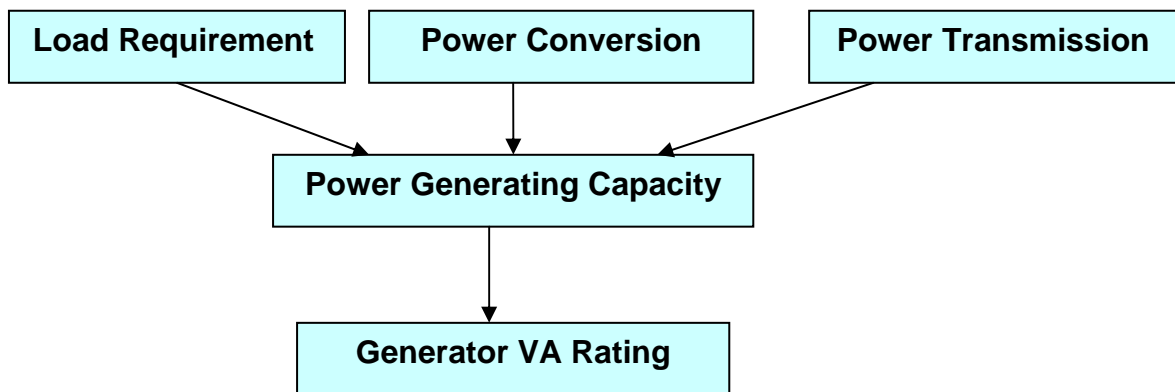 Load Requirement
Power Conversion
Power Transmission
Power Generating Capacity
Generator VA Rating